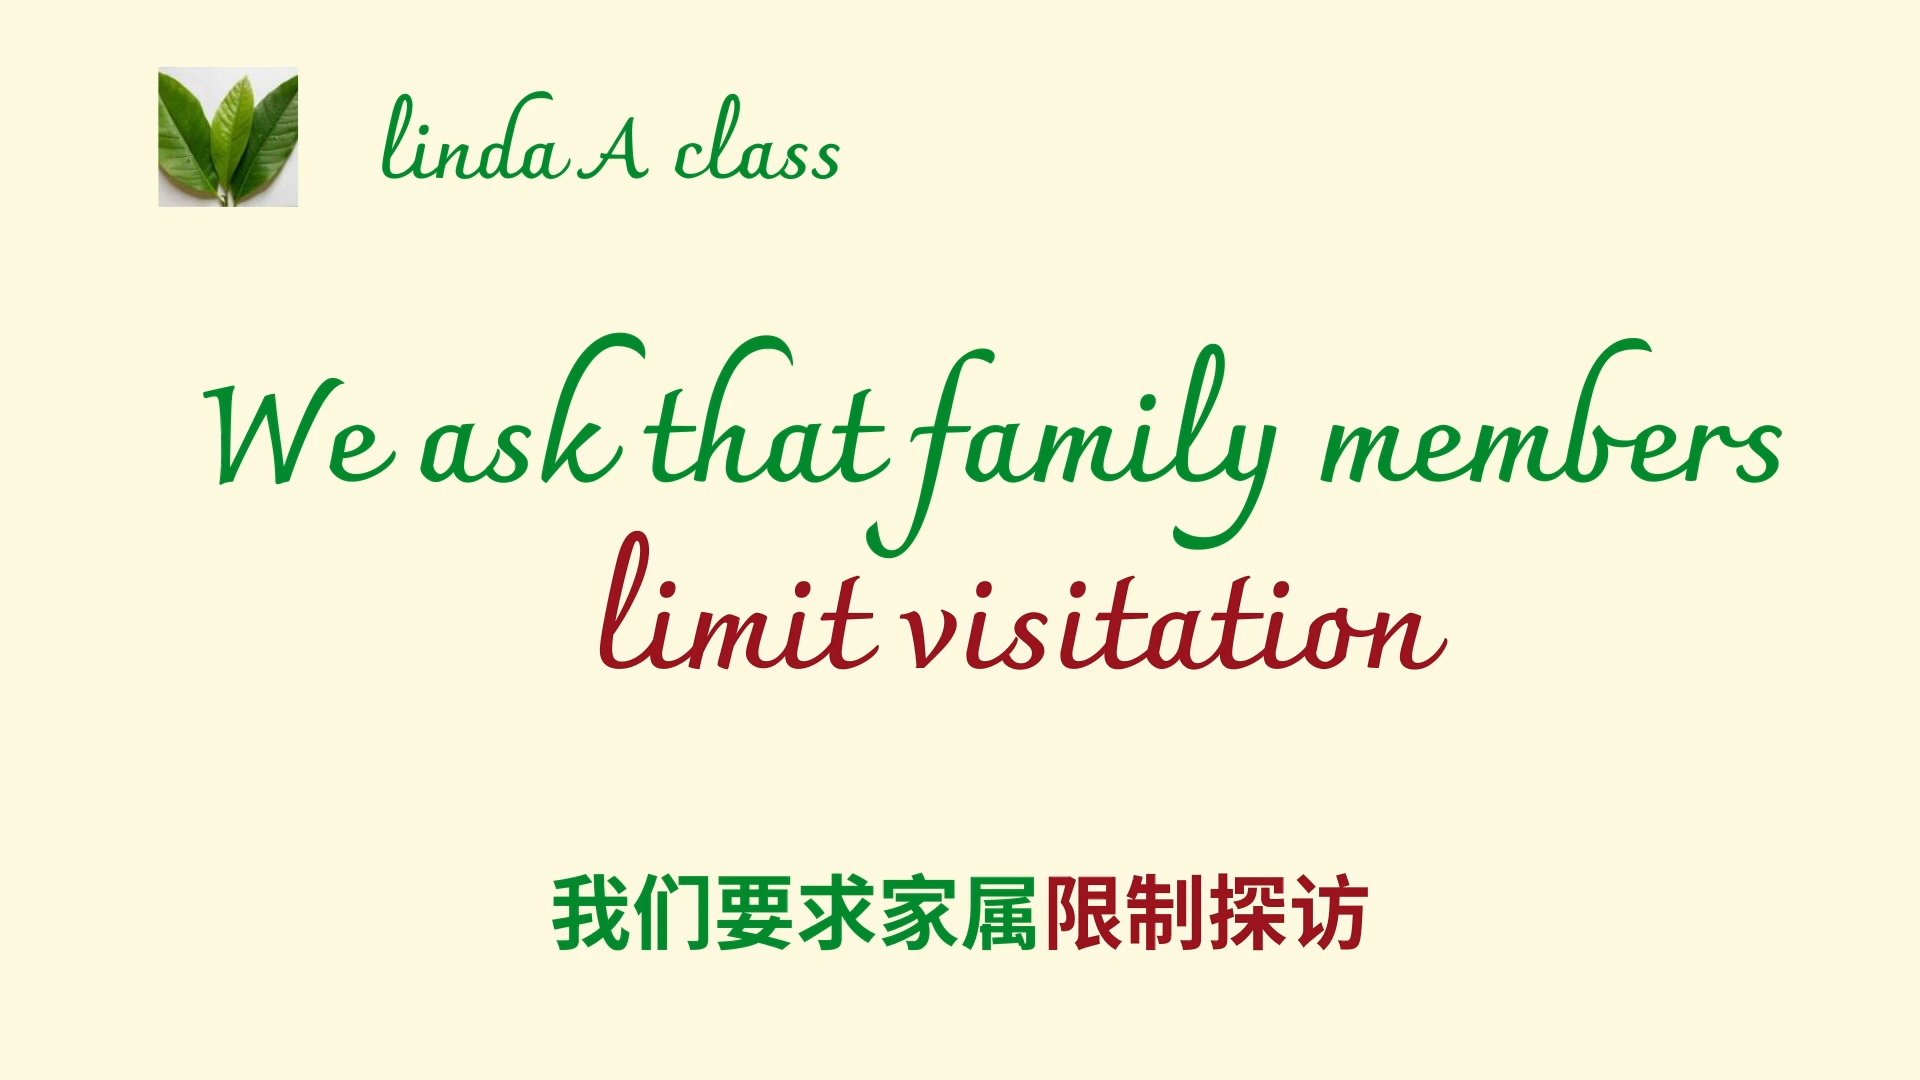 linda A class
We ask that family members
limit visitation
我们要求家属限制探访